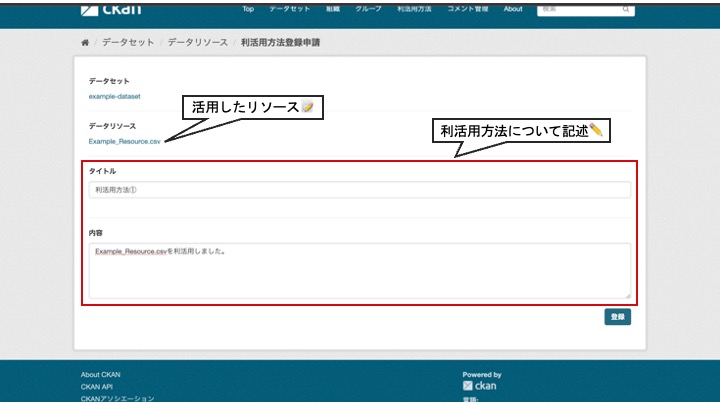 ckan
Top データセット 組織 グループ 利活用方法 コメント管理 About 検索
/ データセット / データリソース / 利活用方法登録申請
データセット
example-dataset
活用したリソース📝
データリソース
Example_Resource.csv
利活用方法について記述✏️
タイトル
利活用方法①
内容
Example_Resource.csvを利活用しました。
登録
About CKAN
CKAN API
CKANアソシエーション
Powered by
ckan
言語: